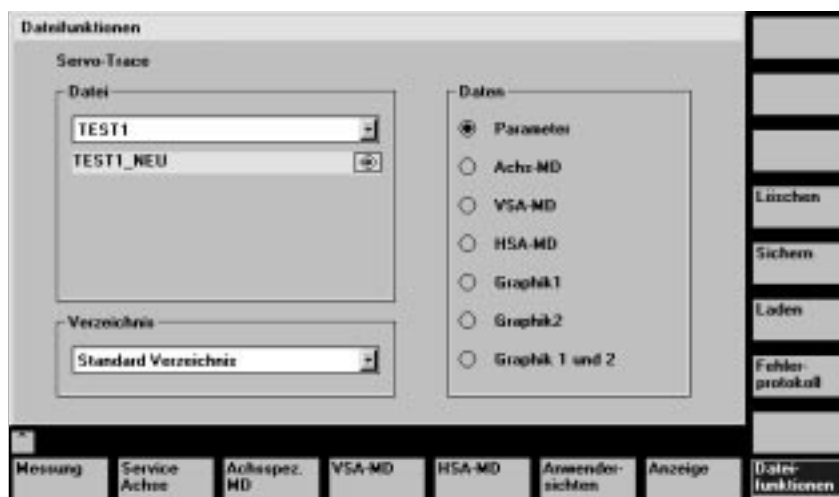 Dateifunktionen
Servo-Trace
Datei
TEST1
TEST1_NEU
Verzeichnis
Standard Verzeichnis
Daten
Parameter
Achs-MD
VSA-MD
HSA-MD
Graphik1
Graphik2
Graphik 1 und 2
Löschen
Sichern
Laden
Fehler-
protokoll
Messung
Service
Achse
Achsspez.
MD
VSA-MD
HSA-MD
Anwender-
sichten
Anzeige
Datei-
funktionen